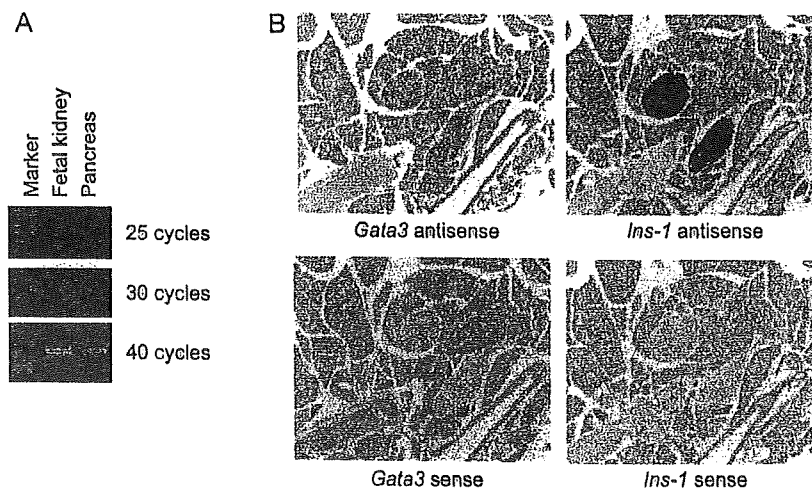 A
Marker
Fetal kidney
Pancreas
25 cycles
30 cycles
40 cycles
B
Gata3 antisense
Ins-1 antisense
Gata3 sense
Ins-1 sense